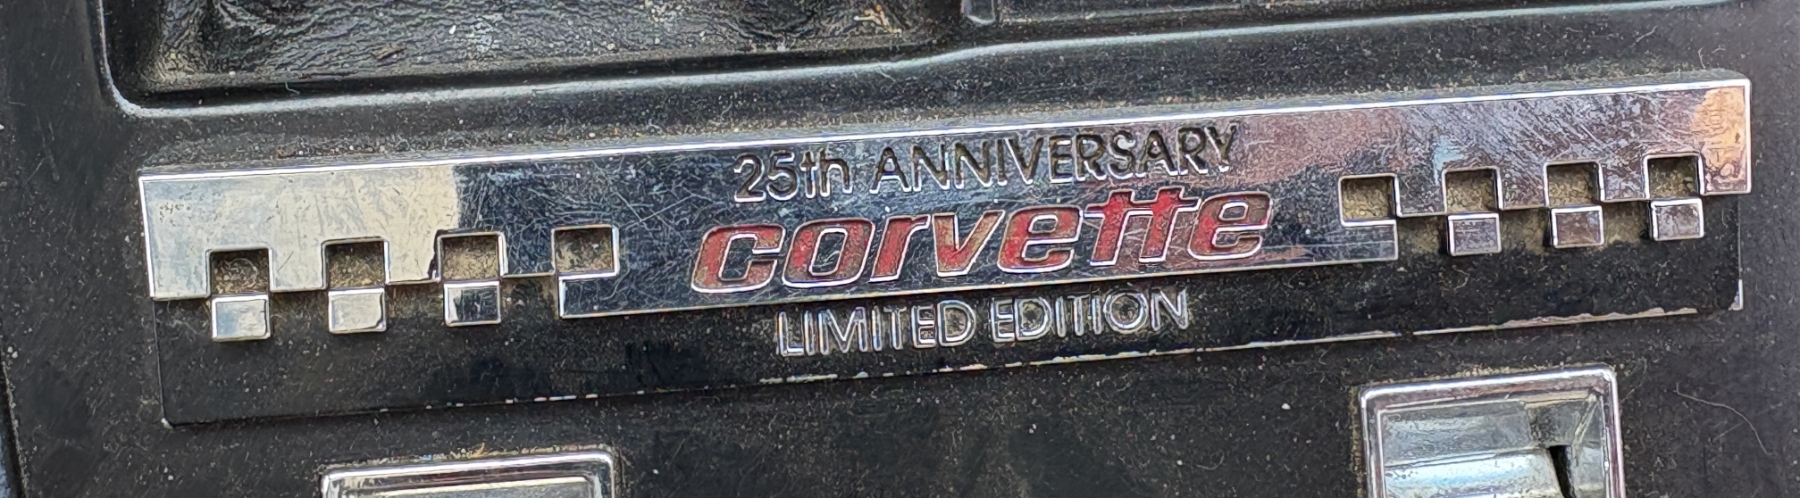 25th ANNIVERSARY
corvette
LIMITED EDITION